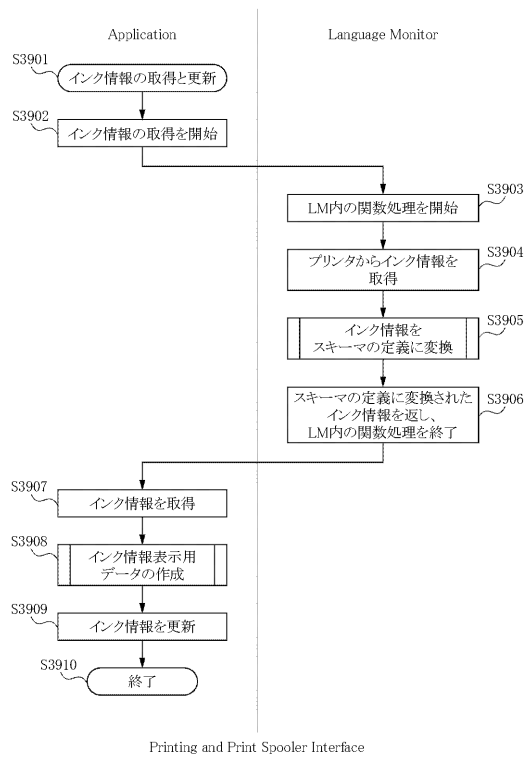 Application
Language Monitor
S3901
インク情報の取得と更新
S3902
インク情報の取得を開始
S3903
LM内の関数処理を開始
S3904
プリンタからインク情報を
取得
S3905
インク情報を
スキーマの定義に変換
S3906
スキーマの定義に変換された
インク情報を返し、
LM内の関数処理を終了
S3907
インク情報を取得
S3908
インク情報表示用
データの作成
S3909
インク情報を更新
S3910
終了
Printing and Print Spooler Interface